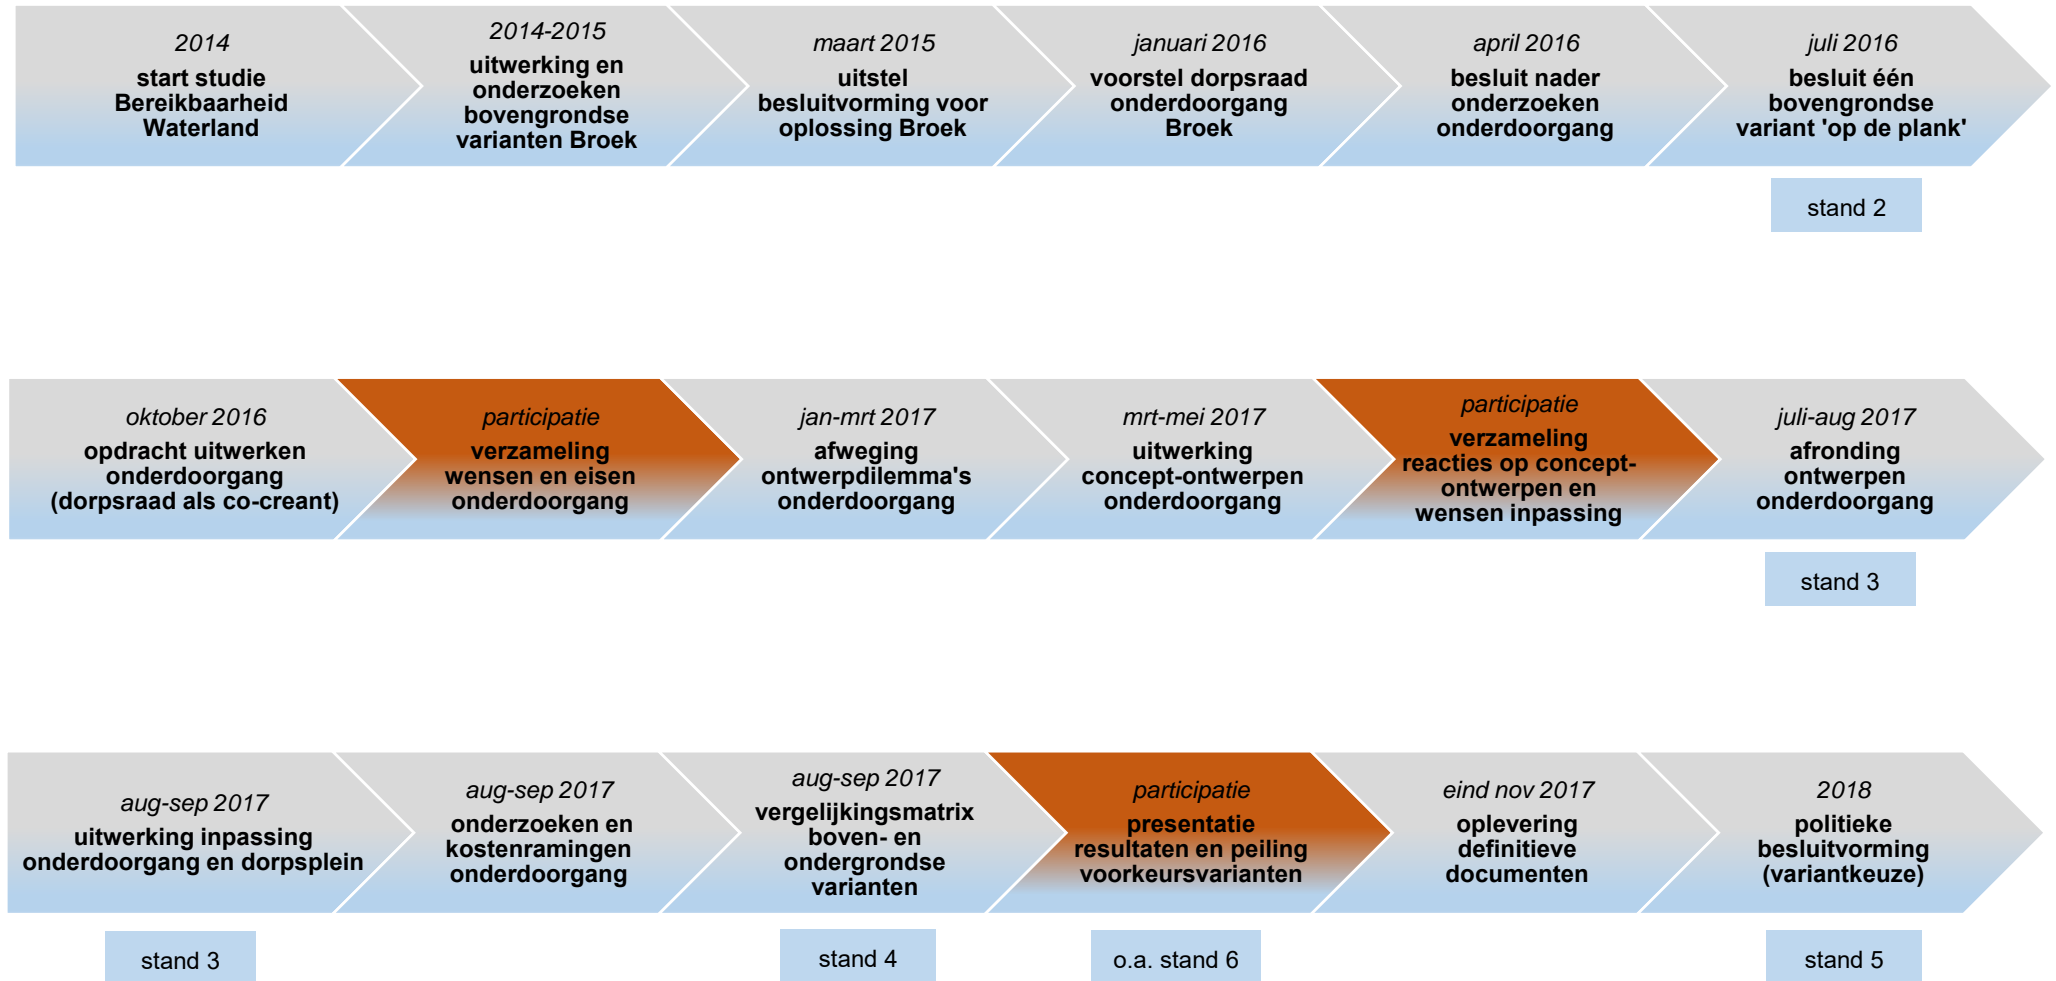 2014
start studie
Bereikbaarheid
Waterland
2014-2015
uitwerking en
onderzoeken
bovengrondse
varianten Broek
maart 2015
uitstel
besluitvorming voor
oplossing Broek
januari 2016
voorstel dorpsraad
onderdoorgang
Broek
april 2016
besluit nader
onderzoeken
onderdoorgang
juli 2016
besluit één
bovengrondse
variant 'op de plank'
stand 2
oktober 2016
opdracht uitwerken
onderdoorgang
(dorpsraad als co-creant)
participatie
verzameling
wensen en eisen
onderdoorgang
jan-mrt 2017
afweging
ontwerpdilemma's
onderdoorgang
mrt-mei 2017
uitwerking
concept-ontwerpen
onderdoorgang
participatie
verzameling
reacties op concept-
ontwerpen en
wensen inpassing
juli-aug 2017
afronding
ontwerpen
onderdoorgang
stand 3
aug-sep 2017
uitwerking inpassing
onderdoorgang en dorpsplein
aug-sep 2017
onderzoeken en
kostenramingen
onderdoorgang
aug-sep 2017
vergelijkingsmatrix
boven- en
ondergrondse
varianten
participatie
presentatie
resultaten en peiling
voorkeursvarianten
eind nov 2017
oplevering
definitieve
documenten
2018
politieke
besluitvorming
(variantkeuze)
stand 3
stand 4
o.a. stand 6
stand 5